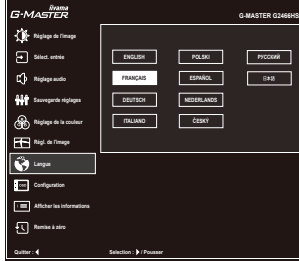 iiyama
G-MASTER
G-MASTER G2466HS
Réglage de l'image
Sélect. entrée
Réglage audio
Sauvegarde réglages
Réglage de la couleur
Régl. de l'image
Langue
Configuration
Afficher les informations
Remise à zéro
ENGLISH
POLSKI
РУССКИЙ
FRANÇAIS
ESPAÑOL
日本語
DEUTSCH
NEDERLANDS
ITALIANO
ČESKÝ
OSD
Quitter :
Selection : / Pousser